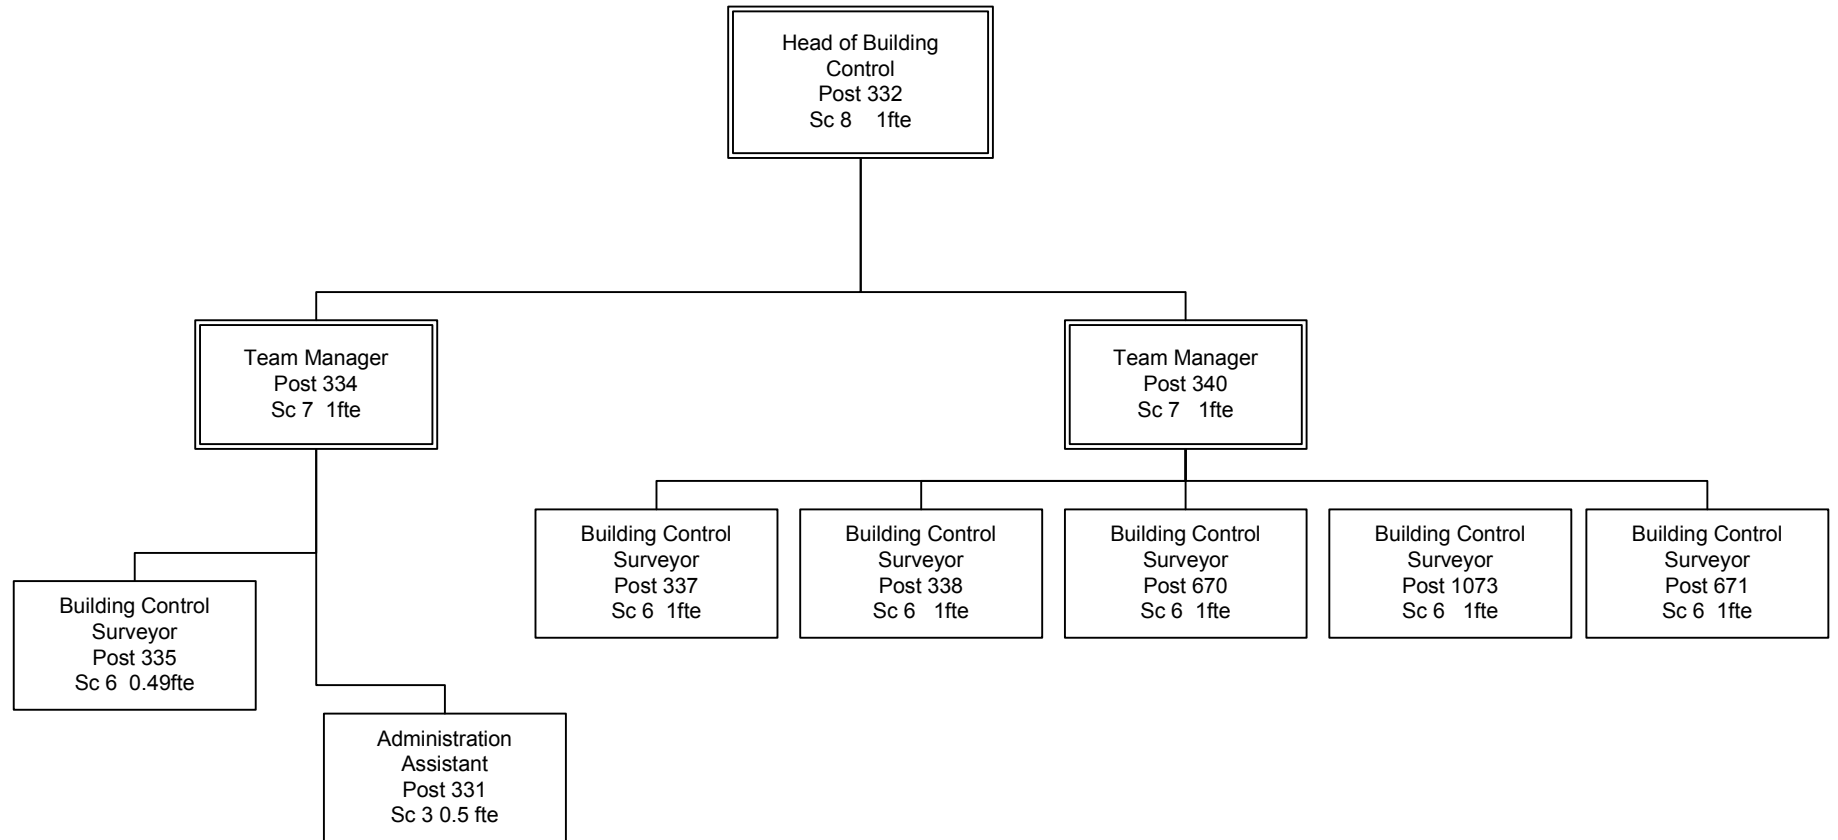 Head of Building
Control
Post 332
Sc 8 1fte
Team Manager
Post 334
Sc 7 1fte
Team Manager
Post 340
Sc 7 1fte
Building Control
Surveyor
Post 337
Sc 6 1fte
Building Control
Surveyor
Post 338
Sc 6 1fte
Building Control
Surveyor
Post 670
Sc 6 1fte
Building Control
Surveyor
Post 1073
Sc 6 1fte
Building Control
Surveyor
Post 671
Sc 6 1fte
Building Control
Surveyor
Post 335
Sc 6 0.49fte
Administration
Assistant
Post 331
Sc 3 0.5 fte